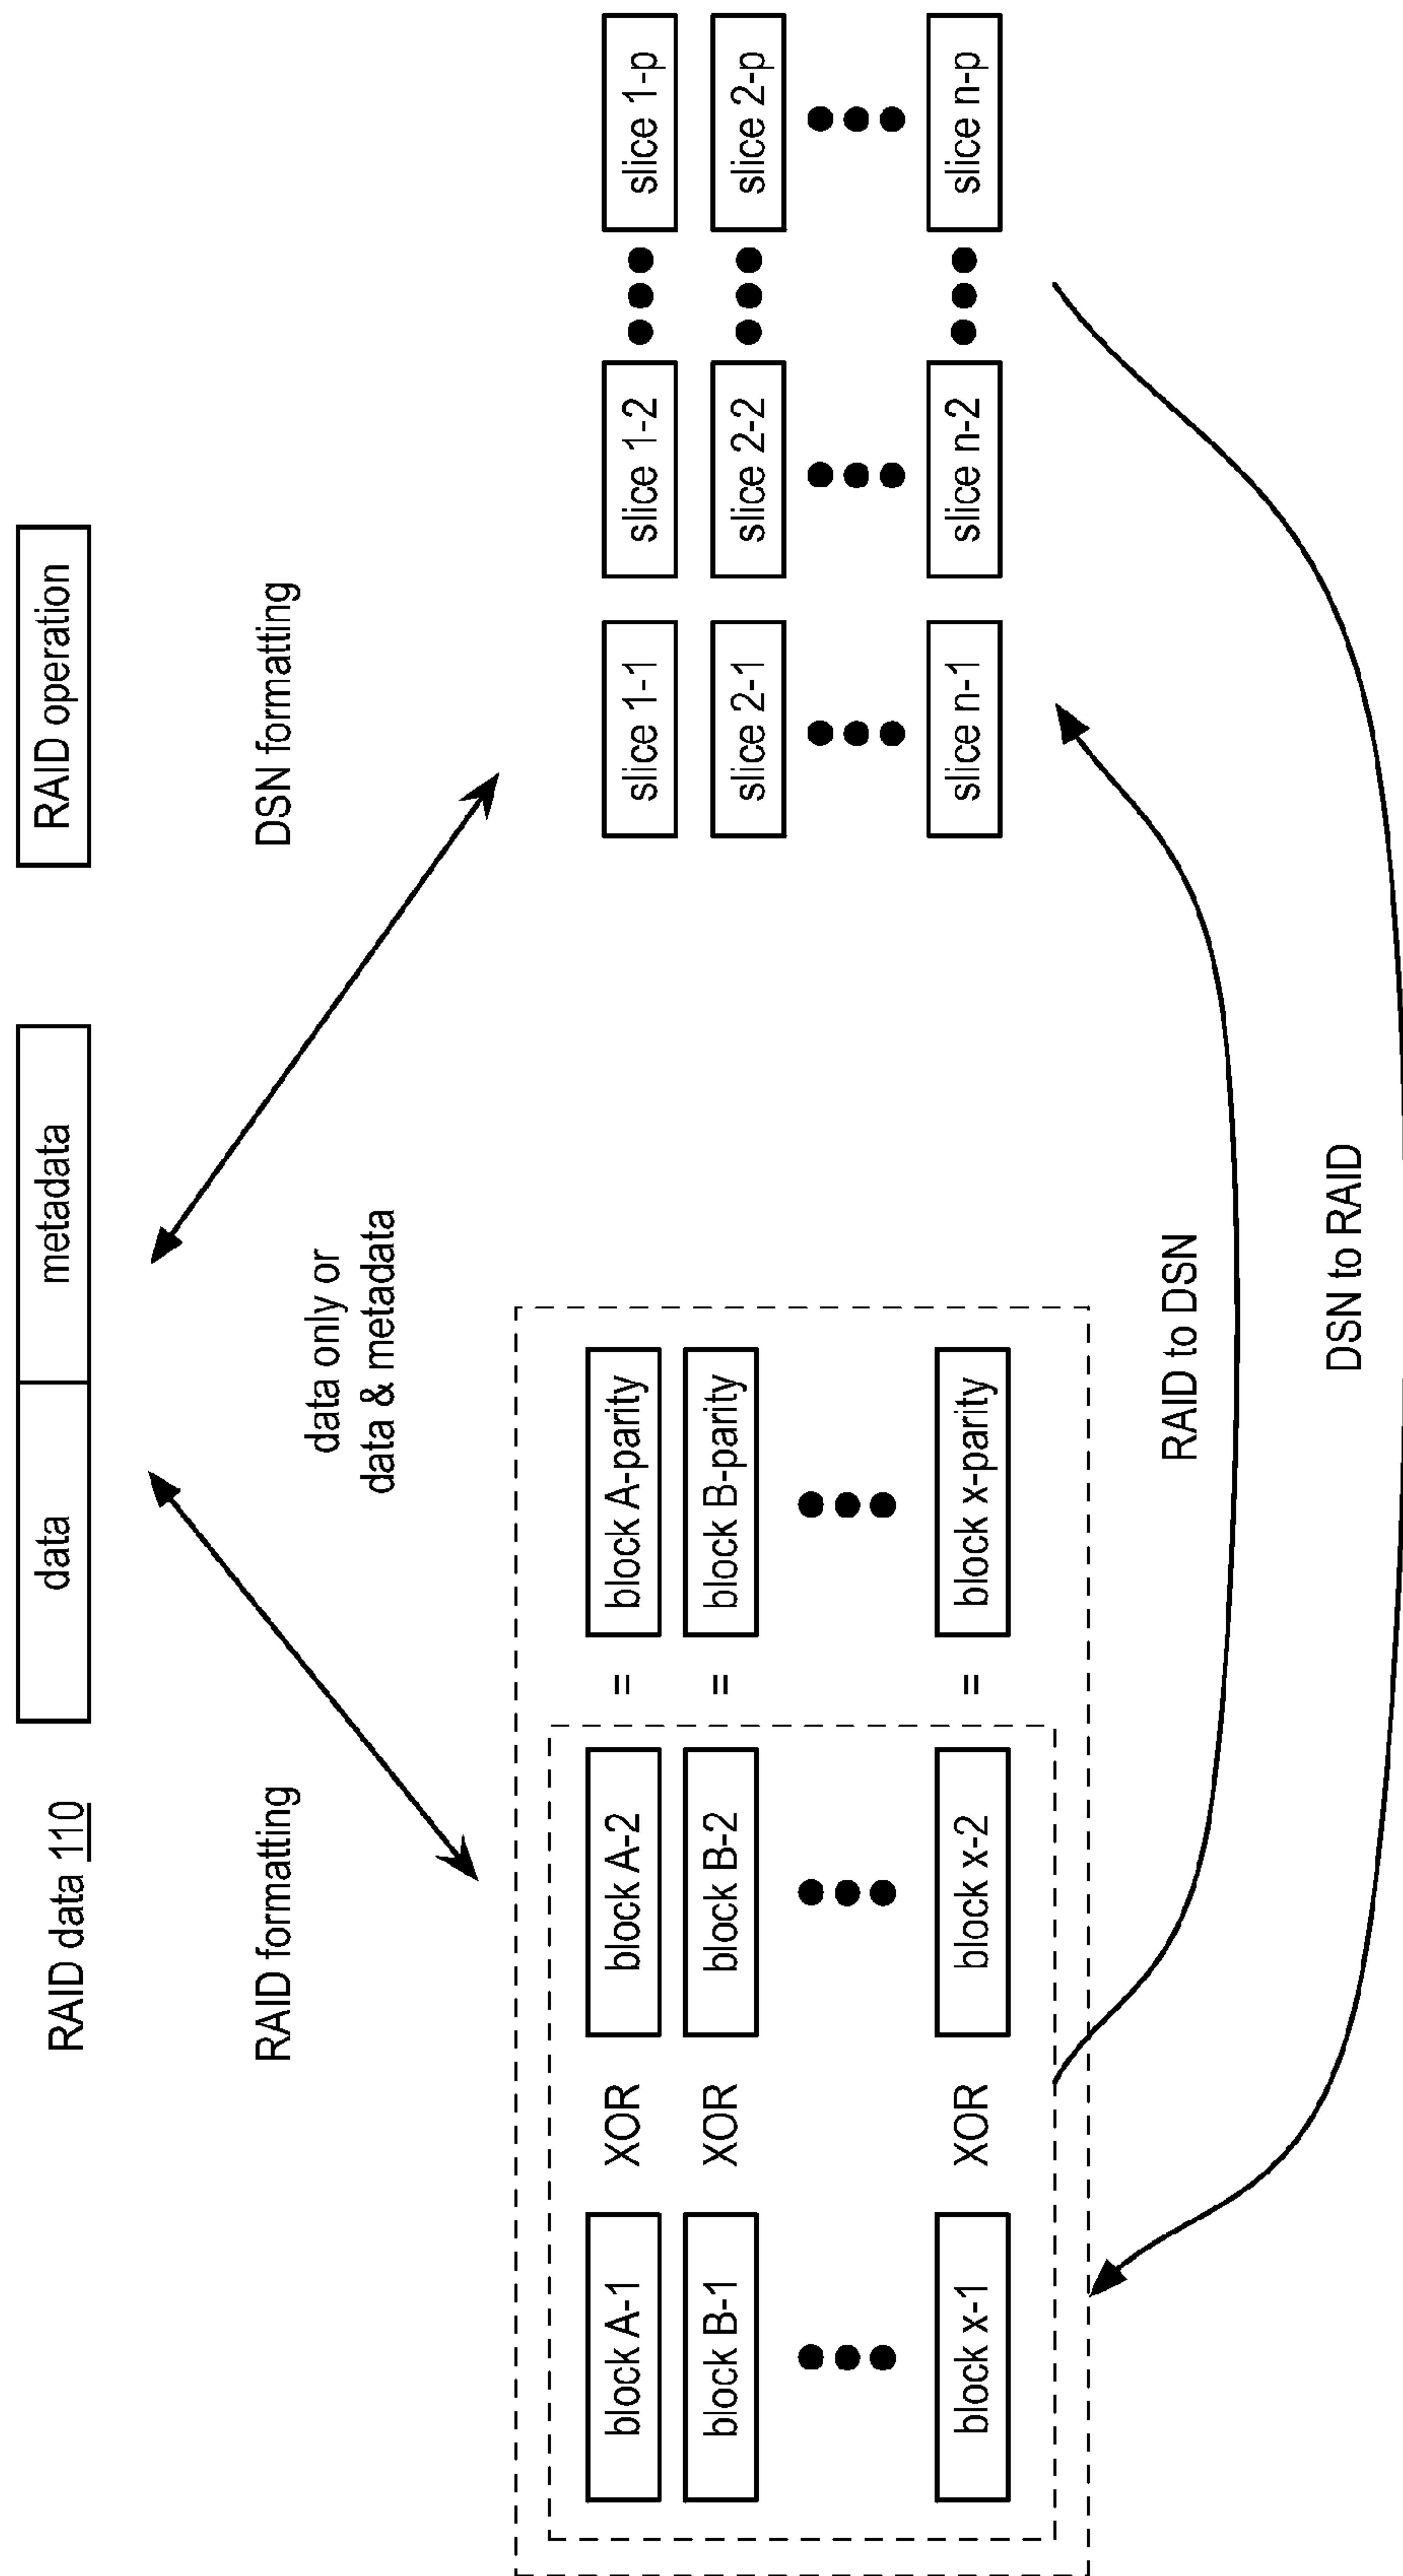 RAID data 110
data
metadata
RAID operation
RAID formatting
data only or
data & metadata
DSN formatting
block A-1
XOR
block A-2
=
block A-parity
block B-1
XOR
block B-2
=
block B-parity
block x-1
XOR
block x-2
=
block x-parity
slice 1-1
slice 1-2
slice 1-p
slice 2-1
slice 2-2
slice 2-p
slice n-1
slice n-2
slice n-p
RAID to DSN
DSN to RAID